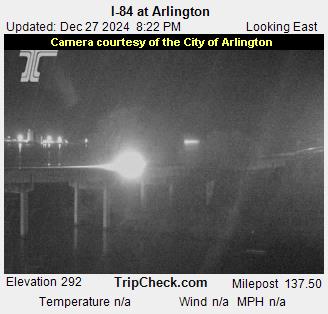 I-84 at Arlington
Updated: Dec 27 2024 8:22 PM Looking East
Camera courtesy of the City of Arlington
Elevation 292 TripCheck.com Milepost 137.50
Temperature n/a Wind n/a MPH n/a